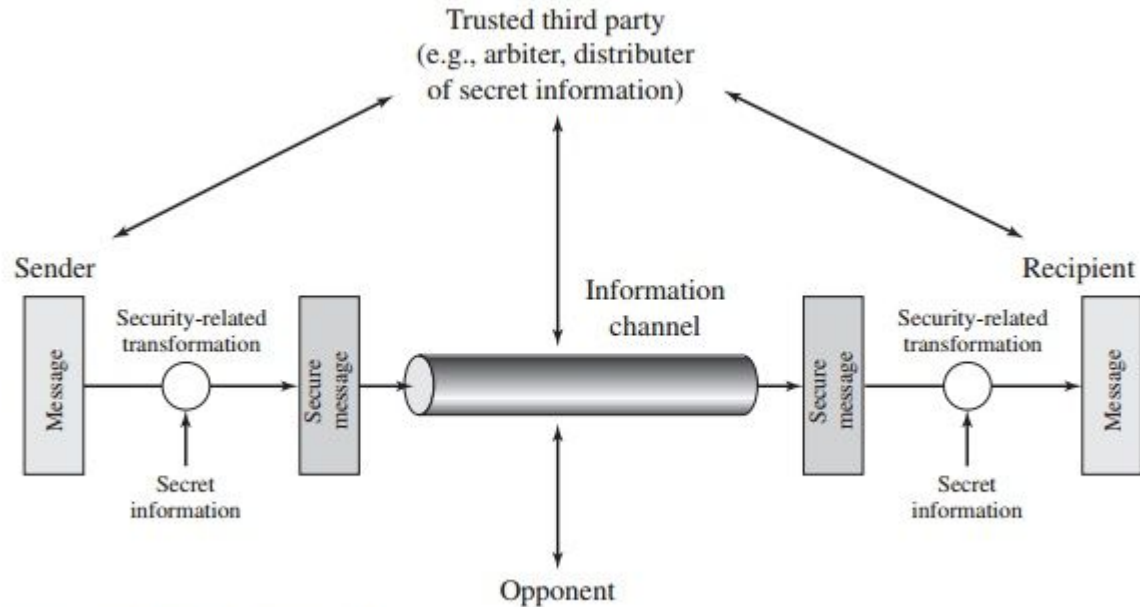 Trusted third party
(e.g., arbiter, distributer
of secret information)
Sender
Recipient
Information
channel
Message
Security-related
transformation
Secret
information
Secure
message
Secure
message
Security-related
transformation
Secret
information
Message
Opponent